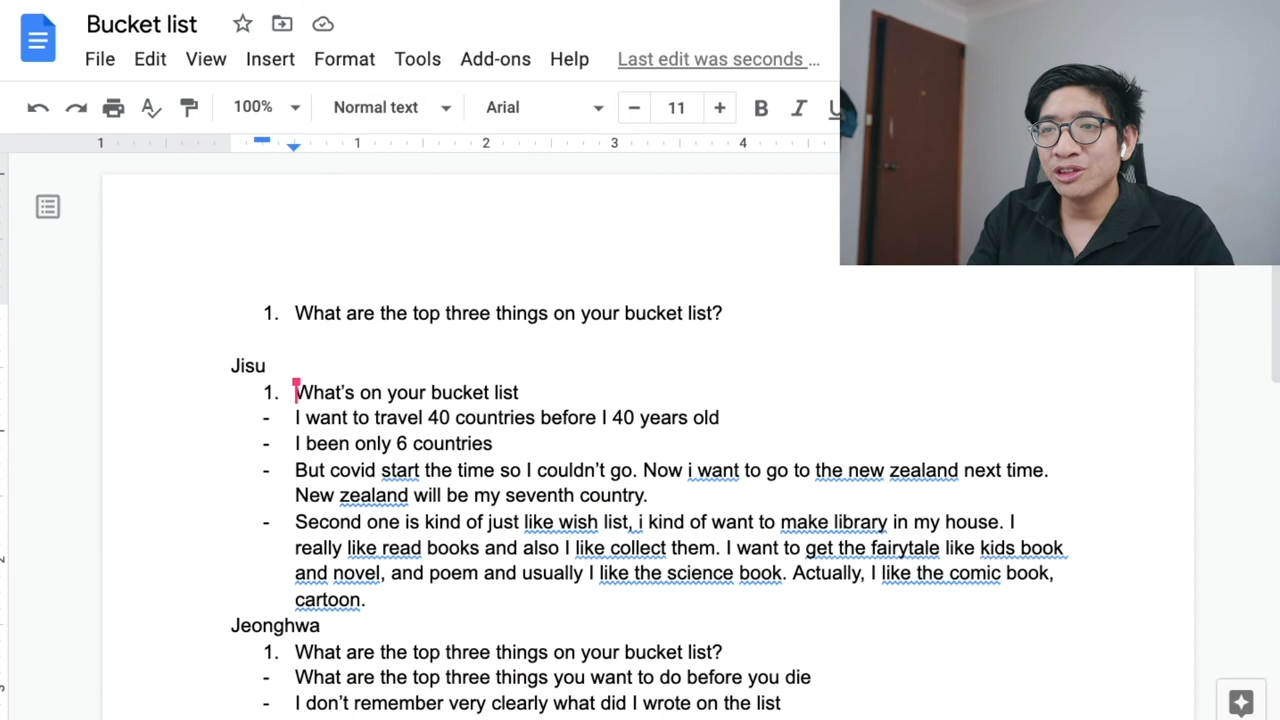 Bucket list
File Edit View Insert Format Tools Add-ons Help Last edit was seconds …
100% Normal text Arial − 11 + B I U
1 1 2 3 4
1. What are the top three things on your bucket list?
Jisu
1. What's on your bucket list
- I want to travel 40 countries before I 40 years old
- I been only 6 countries
- But covid start the time so I couldn't go. Now i want to go to the new zealand next time.
New zealand will be my seventh country.
- Second one is kind of just like wish list, i kind of want to make library in my house. I
really like read books and also I like collect them. I want to get the fairytale like kids book
and novel, and poem and usually I like the science book. Actually, I like the comic book,
cartoon.
Jeonghwa
1. What are the top three things on your bucket list?
- What are the top three things you want to do before you die
- I don't remember very clearly what did I wrote on the list